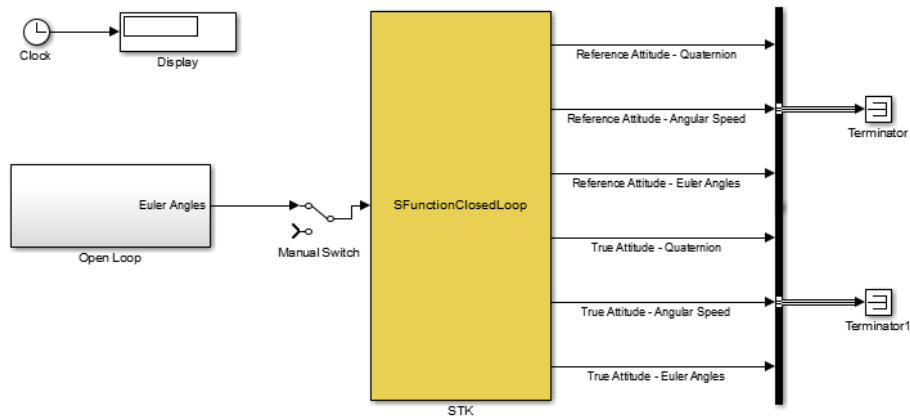 Clock
Display
Reference Attitude - Quaternion
Reference Attitude - Angular Speed
Terminator
Euler Angles
Open Loop
Manual Switch
SFunctionClosedLoop
Reference Attitude - Euler Angles
True Attitude - Quaternion
True Attitude - Angular Speed
Terminator1
True Attitude - Euler Angles
STK